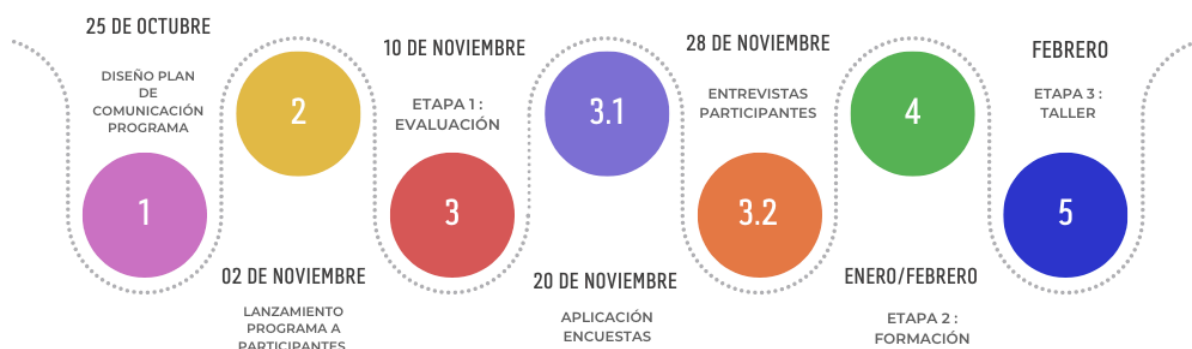 25 DE OCTUBRE
DISEÑO PLAN
DE
COMUNICACIÓN
PROGRAMA
1
2
02 DE NOVIEMBRE
LANZAMIENTO
PROGRAMA A
PARTICIPANTES
10 DE NOVIEMBRE
ETAPA 1 :
EVALUACIÓN
3
3.1
20 DE NOVIEMBRE
APLICACIÓN
ENCUESTAS
28 DE NOVIEMBRE
ENTREVISTAS
PARTICIPANTES
3.2
4
ENERO/FEBRERO
ETAPA 2 :
FORMACIÓN
FEBRERO
ETAPA 3 :
TALLER
5